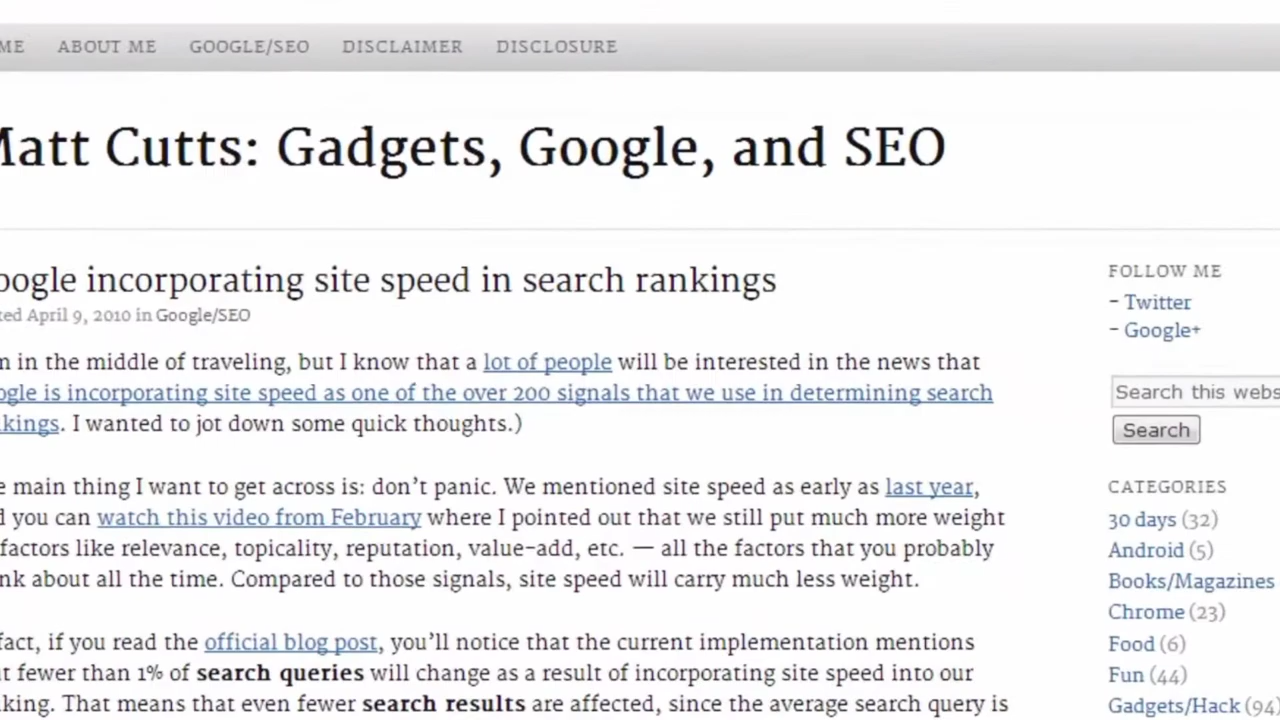 ME ABOUT ME GOOGLE/SEO DISCLAIMER DISCLOSURE
Matt Cutts: Gadgets, Google, and SEO
oogle incorporating site speed in search rankings
ted April 9, 2010 in Google/SEO
m in the middle of traveling, but I know that a lot of people will be interested in the news that
ogle is incorporating site speed as one of the over 200 signals that we use in determining search
kings. I wanted to jot down some quick thoughts.)
e main thing I want to get across is: don't panic. We mentioned site speed as early as last year,
d you can watch this video from February where I pointed out that we still put much more weight
factors like relevance, topicality, reputation, value-add, etc. — all the factors that you probably
nk about all the time. Compared to those signals, site speed will carry much less weight.
fact, if you read the official blog post, you'll notice that the current implementation mentions
t fewer than 1% of search queries will change as a result of incorporating site speed into our
king. That means that even fewer search results are affected, since the average search query is
FOLLOW ME
- Twitter
- Google+
Search this webs
Search
CATEGORIES
30 days (32)
Android (5)
Books/Magazines
Chrome (23)
Food (6)
Fun (44)
Gadgets/Hack (94)